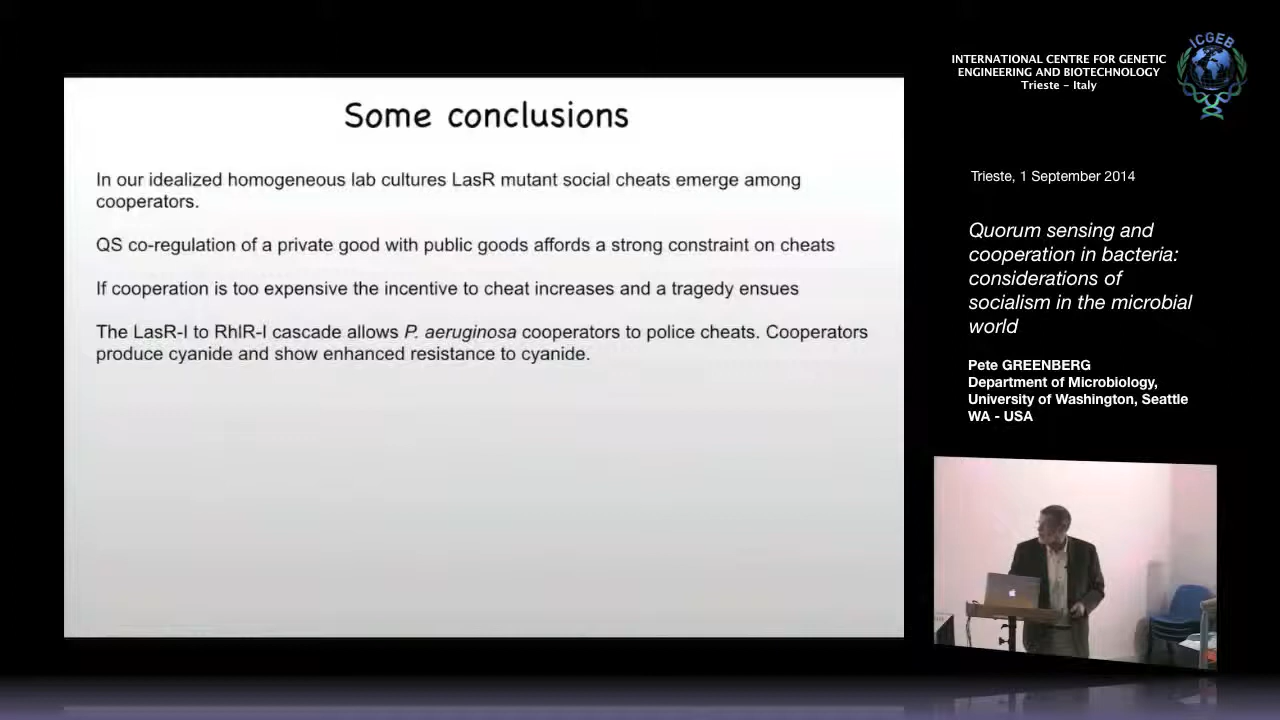 Some conclusions
In our idealized homogeneous lab cultures LasR mutant social cheats emerge among
cooperators.
QS co-regulation of a private good with public goods affords a strong constraint on cheats
If cooperation is too expensive the incentive to cheat increases and a tragedy ensues
The LasR-I to RhlR-I cascade allows P. aeruginosa cooperators to police cheats. Cooperators
produce cyanide and show enhanced resistance to cyanide.
INTERNATIONAL CENTRE FOR GENETIC
ENGINEERING AND BIOTECHNOLOGY
Trieste - Italy
ICGEB
Trieste, 1 September 2014
Quorum sensing and
cooperation in bacteria:
considerations of
socialism in the microbial
world
Pete GREENBERG
Department of Microbiology,
University of Washington, Seattle
WA - USA